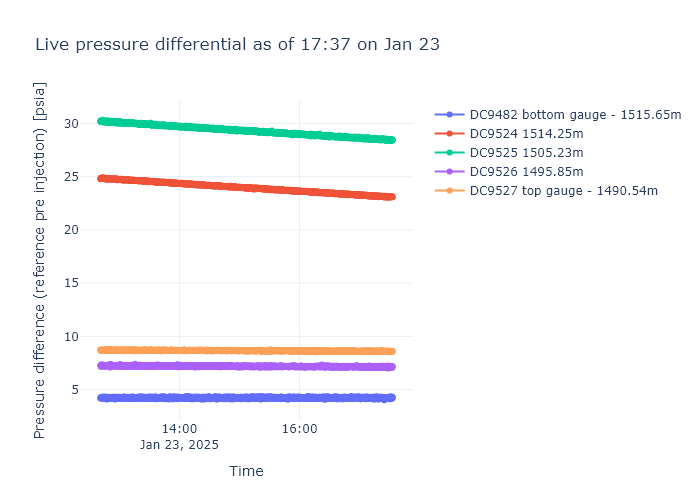 Live pressure differential as of 17:37 on Jan 23
Pressure difference (reference pre injection) [psia]
30
25
20
15
10
5
14:00
Jan 23, 2025
16:00
Time
DC9482 bottom gauge - 1515.65m
DC9524 1514.25m
DC9525 1505.23m
DC9526 1495.85m
DC9527 top gauge - 1490.54m